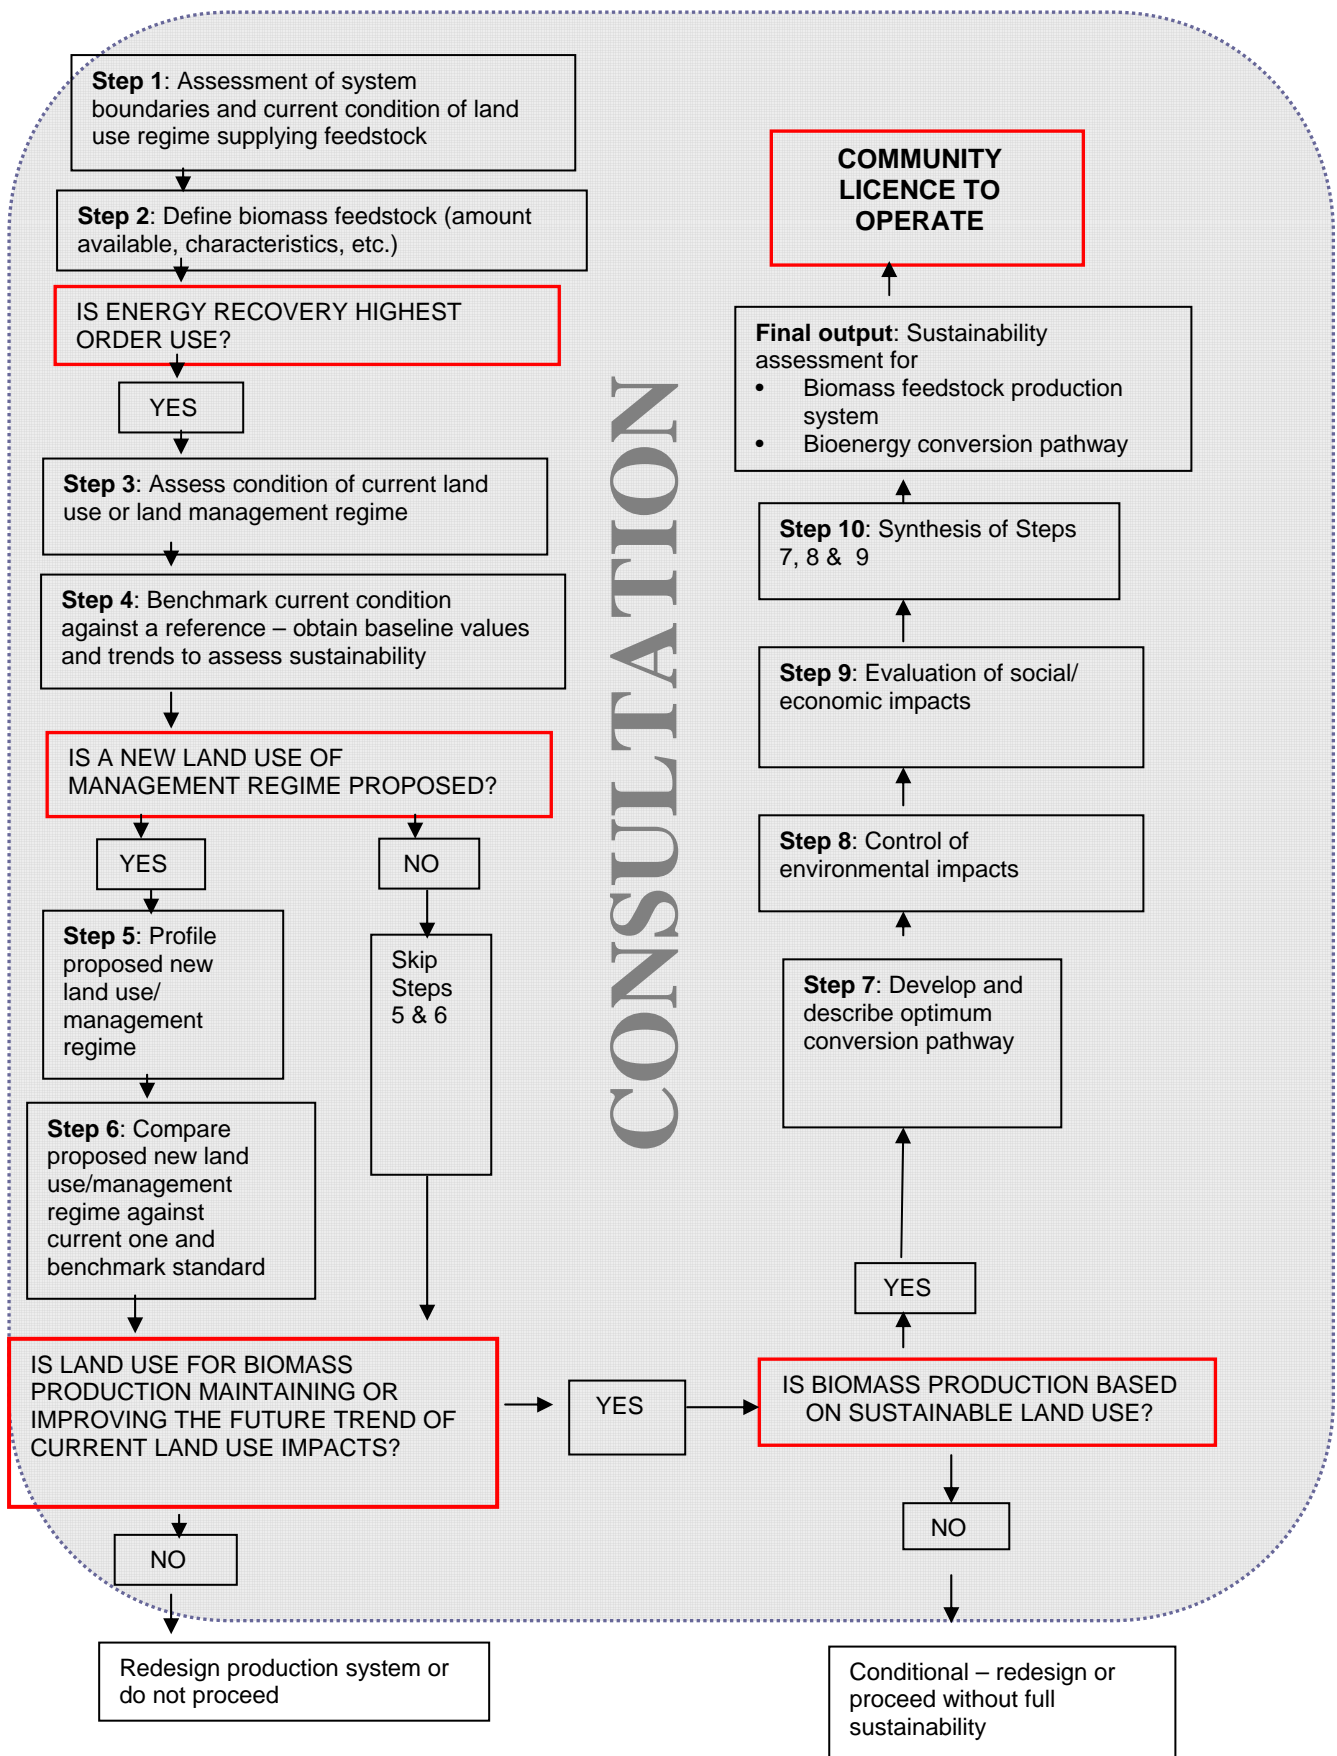 Step 1: Assessment of system
boundaries and current condition of land
use regime supplying feedstock
Step 2: Define biomass feedstock (amount
available, characteristics, etc.)
IS ENERGY RECOVERY HIGHEST
ORDER USE?
YES
Step 3: Assess condition of current land
use or land management regime
Step 4: Benchmark current condition
against a reference – obtain baseline values
and trends to assess sustainability
IS A NEW LAND USE OF
MANAGEMENT REGIME PROPOSED?
YES
NO
Step 5: Profile
proposed new
land use/
management
regime
Skip
Steps
5 & 6
Step 6: Compare
proposed new land
use/management
regime against
current one and
benchmark standard
IS LAND USE FOR BIOMASS
PRODUCTION MAINTAINING OR
IMPROVING THE FUTURE TREND OF
CURRENT LAND USE IMPACTS?
NO
Redesign production system or
do not proceed
YES
CONSULTATION
IS BIOMASS PRODUCTION BASED
ON SUSTAINABLE LAND USE?
NO
Conditional – redesign or
proceed without full
sustainability
YES
Step 7: Develop and
describe optimum
conversion pathway
Step 8: Control of
environmental impacts
Step 9: Evaluation of social/
economic impacts
Step 10: Synthesis of Steps
7, 8 & 9
Final output: Sustainability
assessment for
• Biomass feedstock production
system
• Bioenergy conversion pathway
COMMUNITY
LICENCE TO
OPERATE